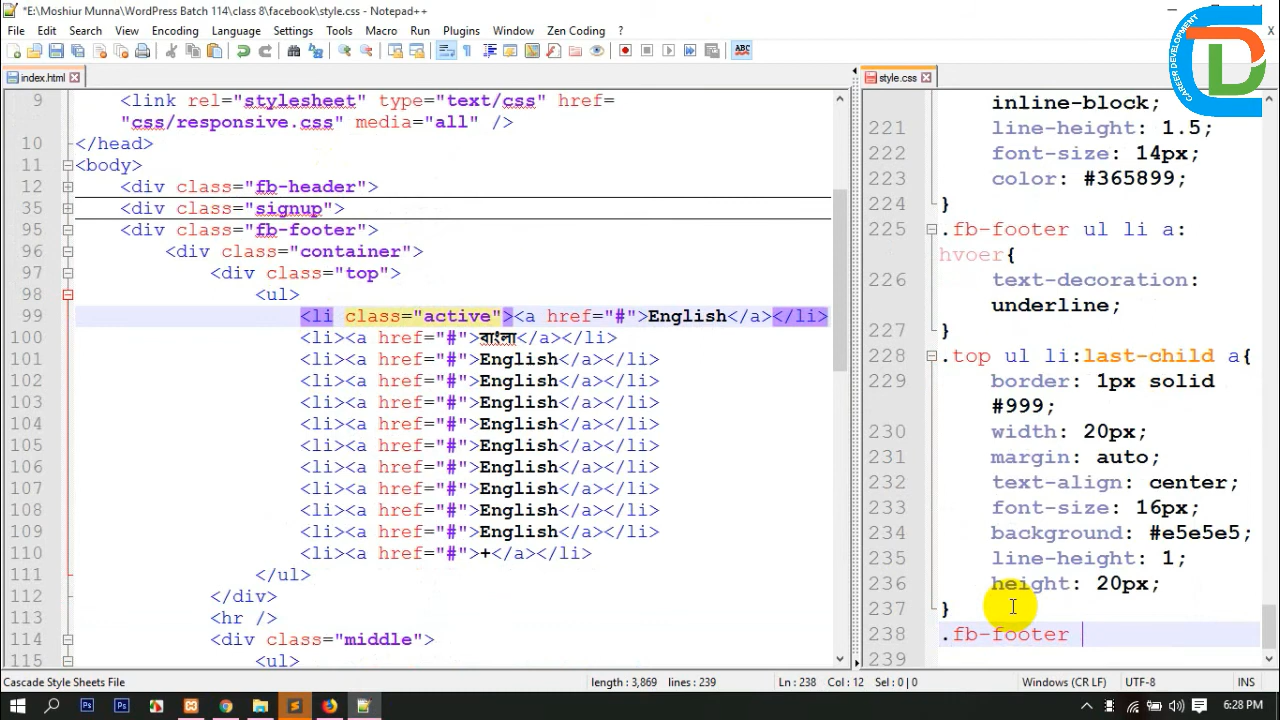 *E:\Moshiur Munna\WordPress Batch 114\class 8\facebook\style.css - Notepad++
File Edit Search View Encoding Language Settings Tools Macro Run Plugins Window Zen Coding ?
X
CAREER DEVELOPMENT
ABC
index.html
style.css
9 <link rel="stylesheet" type="text/css" href=
"css/responsive.css" media="all" />
10 </head>
11 <body>
12 <div class="fb-header">
35 <div class="signup">
95 <div class="fb-footer">
96 <div class="container">
97 <div class="top">
98 <ul>
99 <li class="active"><a href="#">English</a></li>
100 <li><a href="#">বাংলা</a></li>
101 <li><a href="#">English</a></li>
102 <li><a href="#">English</a></li>
103 <li><a href="#">English</a></li>
104 <li><a href="#">English</a></li>
105 <li><a href="#">English</a></li>
106 <li><a href="#">English</a></li>
107 <li><a href="#">English</a></li>
108 <li><a href="#">English</a></li>
109 <li><a href="#">English</a></li>
110 <li><a href="#">+</a></li>
111 </ul>
112 </div>
113 <hr />
114 <div class="middle">
115 <ul>
inline-block;
221 line-height: 1.5;
222 font-size: 14px;
223 color: #365899;
224 }
225 .fb-footer ul li a:
hvoer{
226 text-decoration:
underline;
227 }
228 .top ul li:last-child a{
229 border: 1px solid
#999;
230 width: 20px;
231 margin: auto;
232 text-align: center;
233 font-size: 16px;
234 background: #e5e5e5;
235 line-height: 1;
236 height: 20px;
237 }
238 .fb-footer
239
Cascade Style Sheets File length : 3,869 lines : 239 Ln : 238 Col : 12 Sel : 0 | 0 Windows (CR LF) UTF-8 INS
6:28 PM